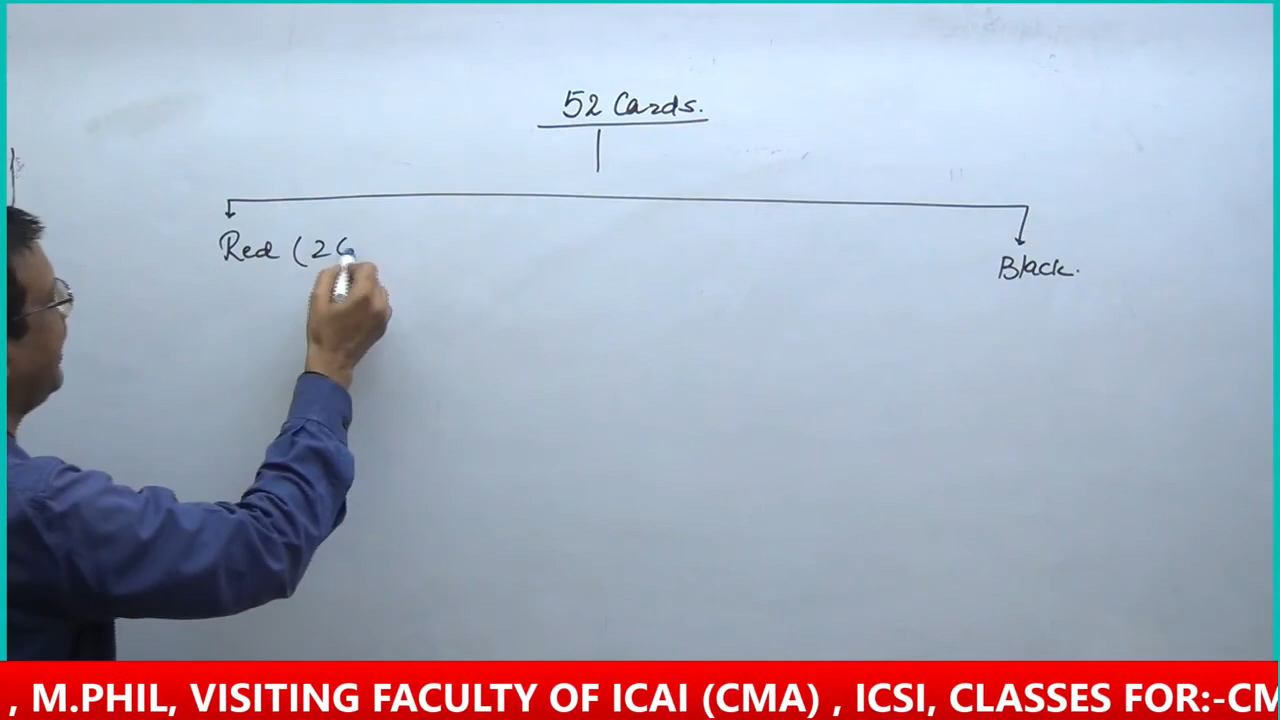 52 Cards.
Red (26
Black.
, M.PHIL, VISITING FACULTY OF ICAI (CMA) , ICSI, CLASSES FOR:-CM